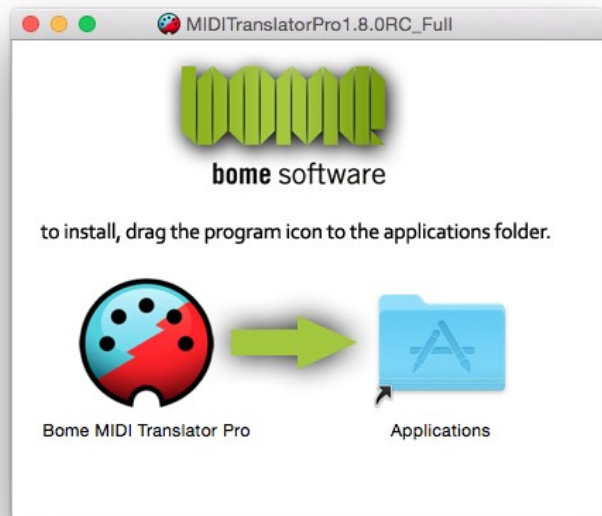 MIDITranslatorPro1.8.0RC_Full
bome
bome software
to install, drag the program icon to the applications folder.
Bome MIDI Translator Pro
Applications